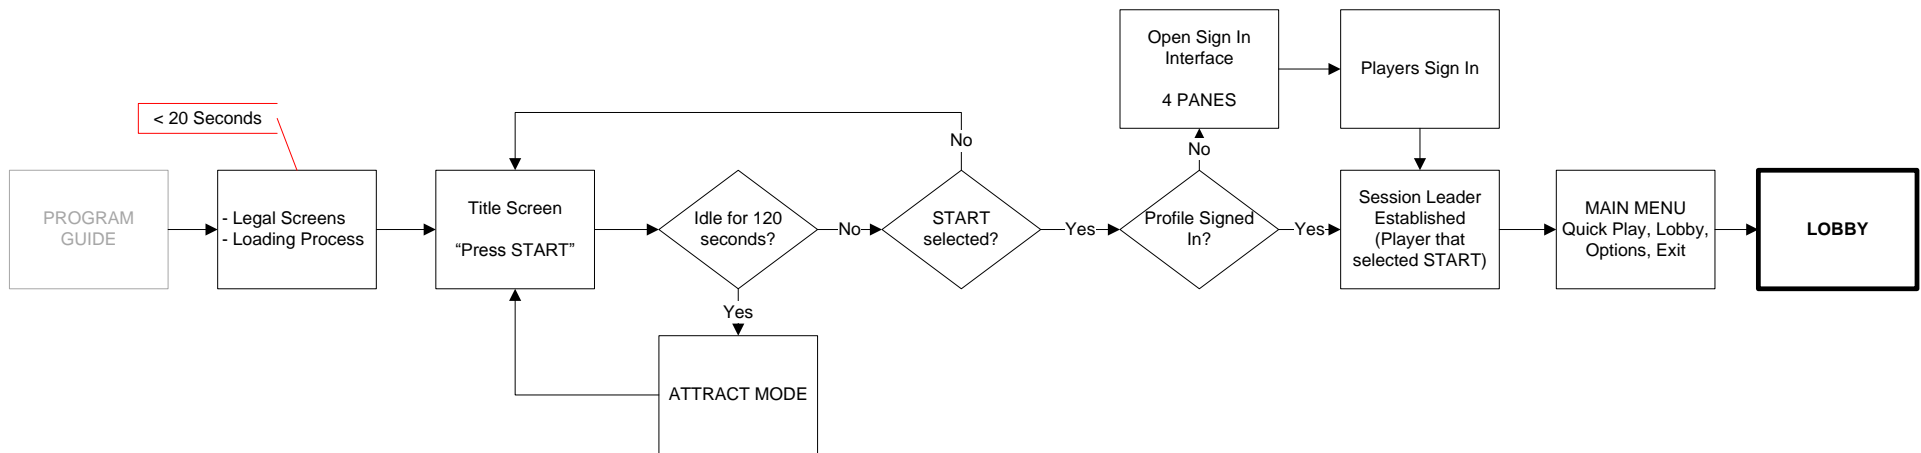 PROGRAM
GUIDE
< 20 Seconds
- Legal Screens
- Loading Process
Title Screen
“Press START”
Idle for 120
seconds?
No
Yes
ATTRACT MODE
START
selected?
No
Yes
Profile Signed
In?
No
Yes
Open Sign In
Interface
4 PANES
Players Sign In
Session Leader
Established
(Player that
selected START)
MAIN MENU
Quick Play, Lobby,
Options, Exit
LOBBY